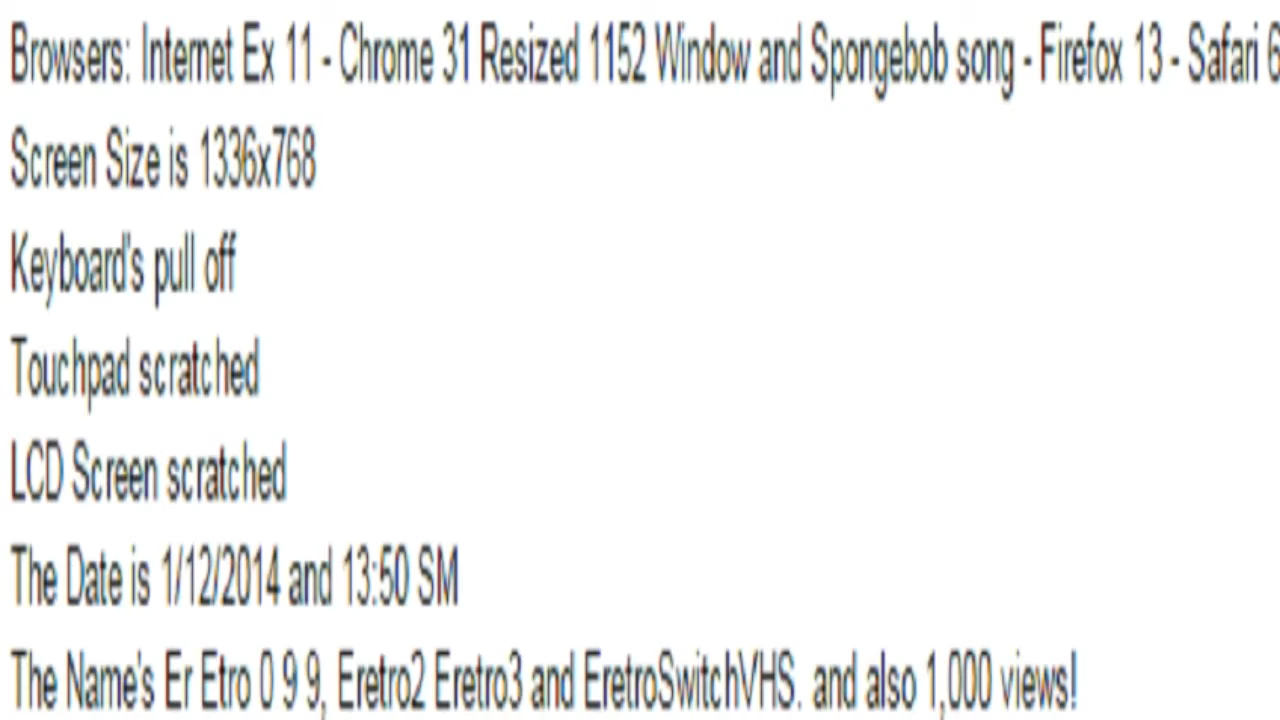 Browsers: Internet Ex 11 - Chrome 31 Resized 1152 Window and Spongebob song - Firefox 13 - Safari 6
Screen Size is 1336x768
Keyboard's pull off
Touchpad scratched
LCD Screen scratched
The Date is 1/12/2014 and 13:50 SM
The Name's Er Etro 0 9 9, Eretro2 Eretro3 and EretroSwitchVHS. and also 1,000 views!